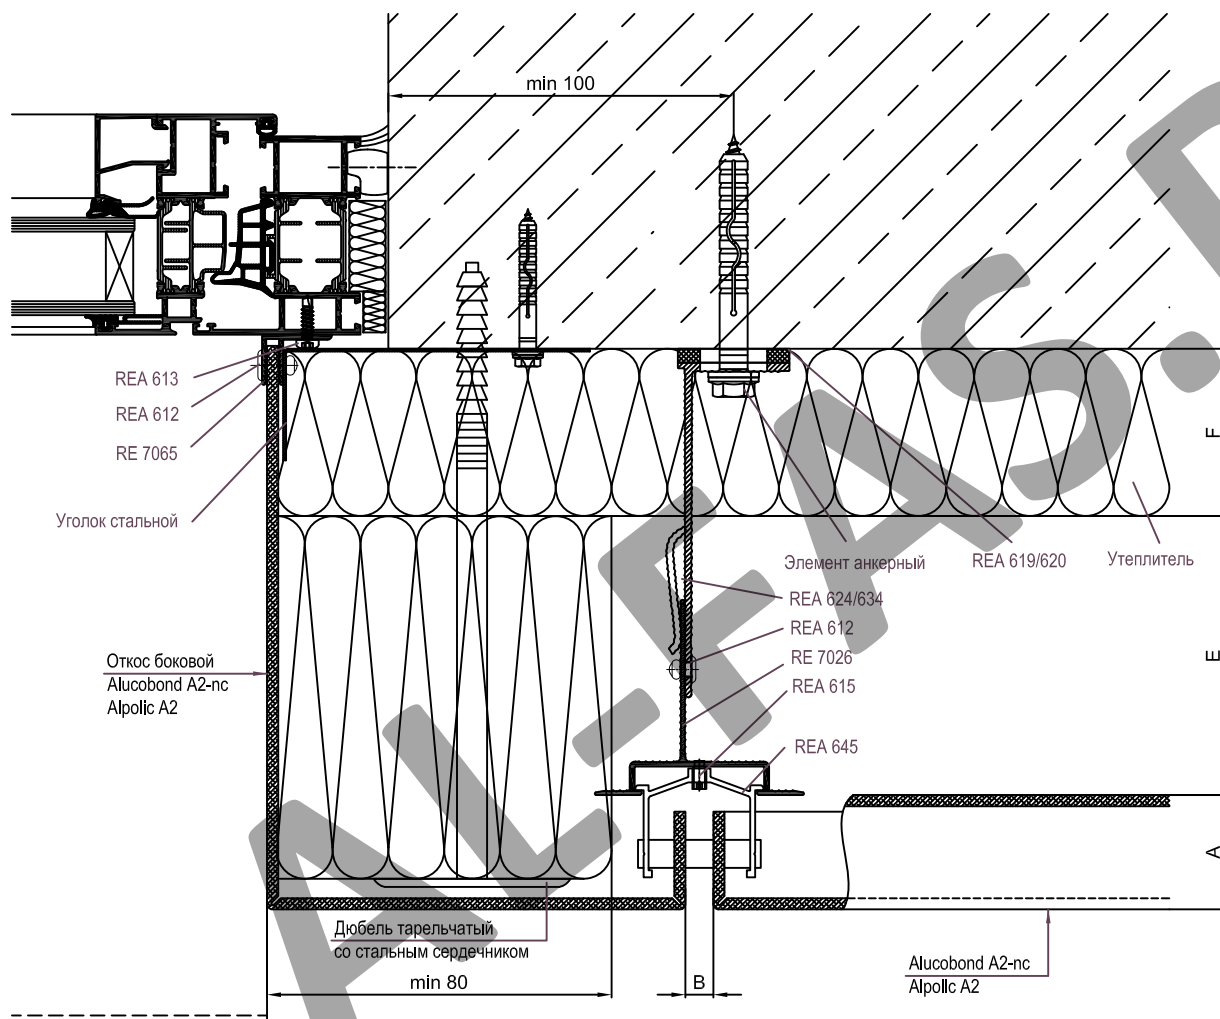 min 100
REA 613
REA 612
RE 7065
Уголок стальной
F
Элемент анкерный
REA 619/620
Утеплитель
REA 624/634
REA 612
RE 7026
REA 615
E
Откос боковой
Alucobond A2-nc
Alpolic A2
REA 645
A
Дюбель тарельчатый
со стальным сердечником
min 80
B
Alucobond A2-nc
Alpolic A2
AL-FAS.